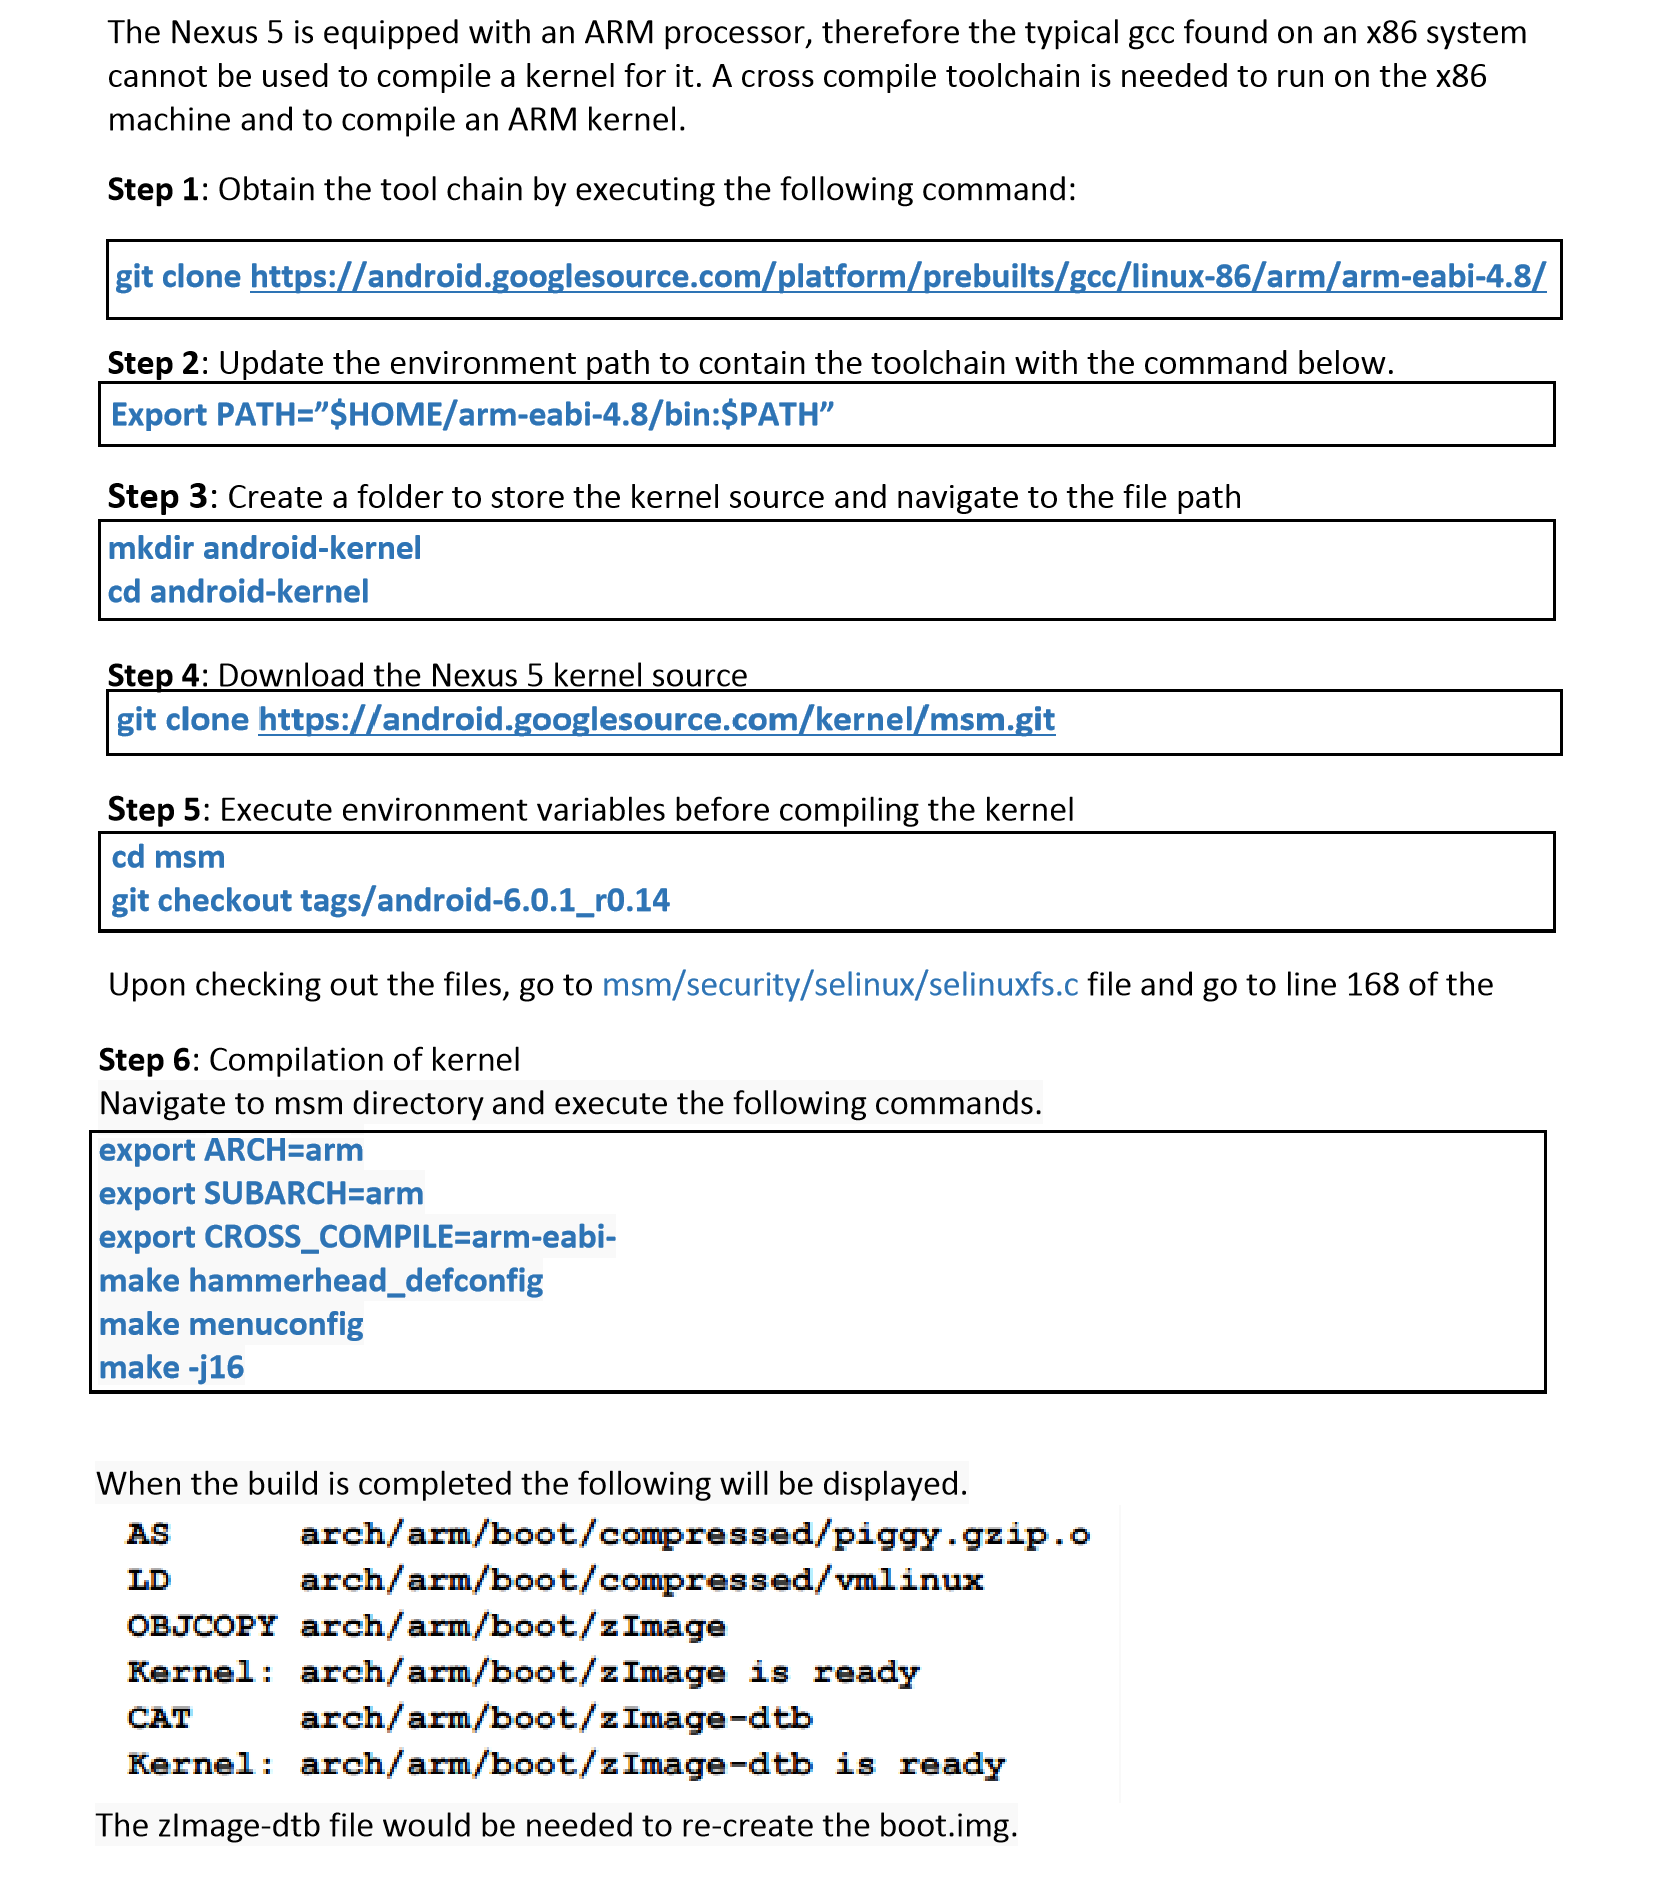 The Nexus 5 is equipped with an ARM processor, therefore the typical gcc found on an x86 system
cannot be used to compile a kernel for it. A cross compile toolchain is needed to run on the x86
machine and to compile an ARM kernel.
Step 1: Obtain the tool chain by executing the following command:
git clone https://android.googlesource.com/platform/prebuilts/gcc/linux-86/arm/arm-eabi-4.8/
Step 2: Update the environment path to contain the toolchain with the command below.
Export PATH=”$HOME/arm-eabi-4.8/bin:$PATH”
Step 3: Create a folder to store the kernel source and navigate to the file path
mkdir android-kernel
cd android-kernel
Step 4: Download the Nexus 5 kernel source
git clone https://android.googlesource.com/kernel/msm.git
Step 5: Execute environment variables before compiling the kernel
cd msm
git checkout tags/android-6.0.1_r0.14
Upon checking out the files, go to msm/security/selinux/selinuxfs.c file and go to line 168 of the
Step 6: Compilation of kernel
Navigate to msm directory and execute the following commands.
export ARCH=arm
export SUBARCH=arm
export CROSS_COMPILE=arm-eabi-
make hammerhead_defconfig
make menuconfig
make -j16
When the build is completed the following will be displayed.
AS arch/arm/boot/compressed/piggy.gzip.o
LD arch/arm/boot/compressed/vmlinux
OBJCOPY arch/arm/boot/zImage
Kernel: arch/arm/boot/zImage is ready
CAT arch/arm/boot/zImage-dtb
Kernel: arch/arm/boot/zImage-dtb is ready
The zImage-dtb file would be needed to re-create the boot.img.